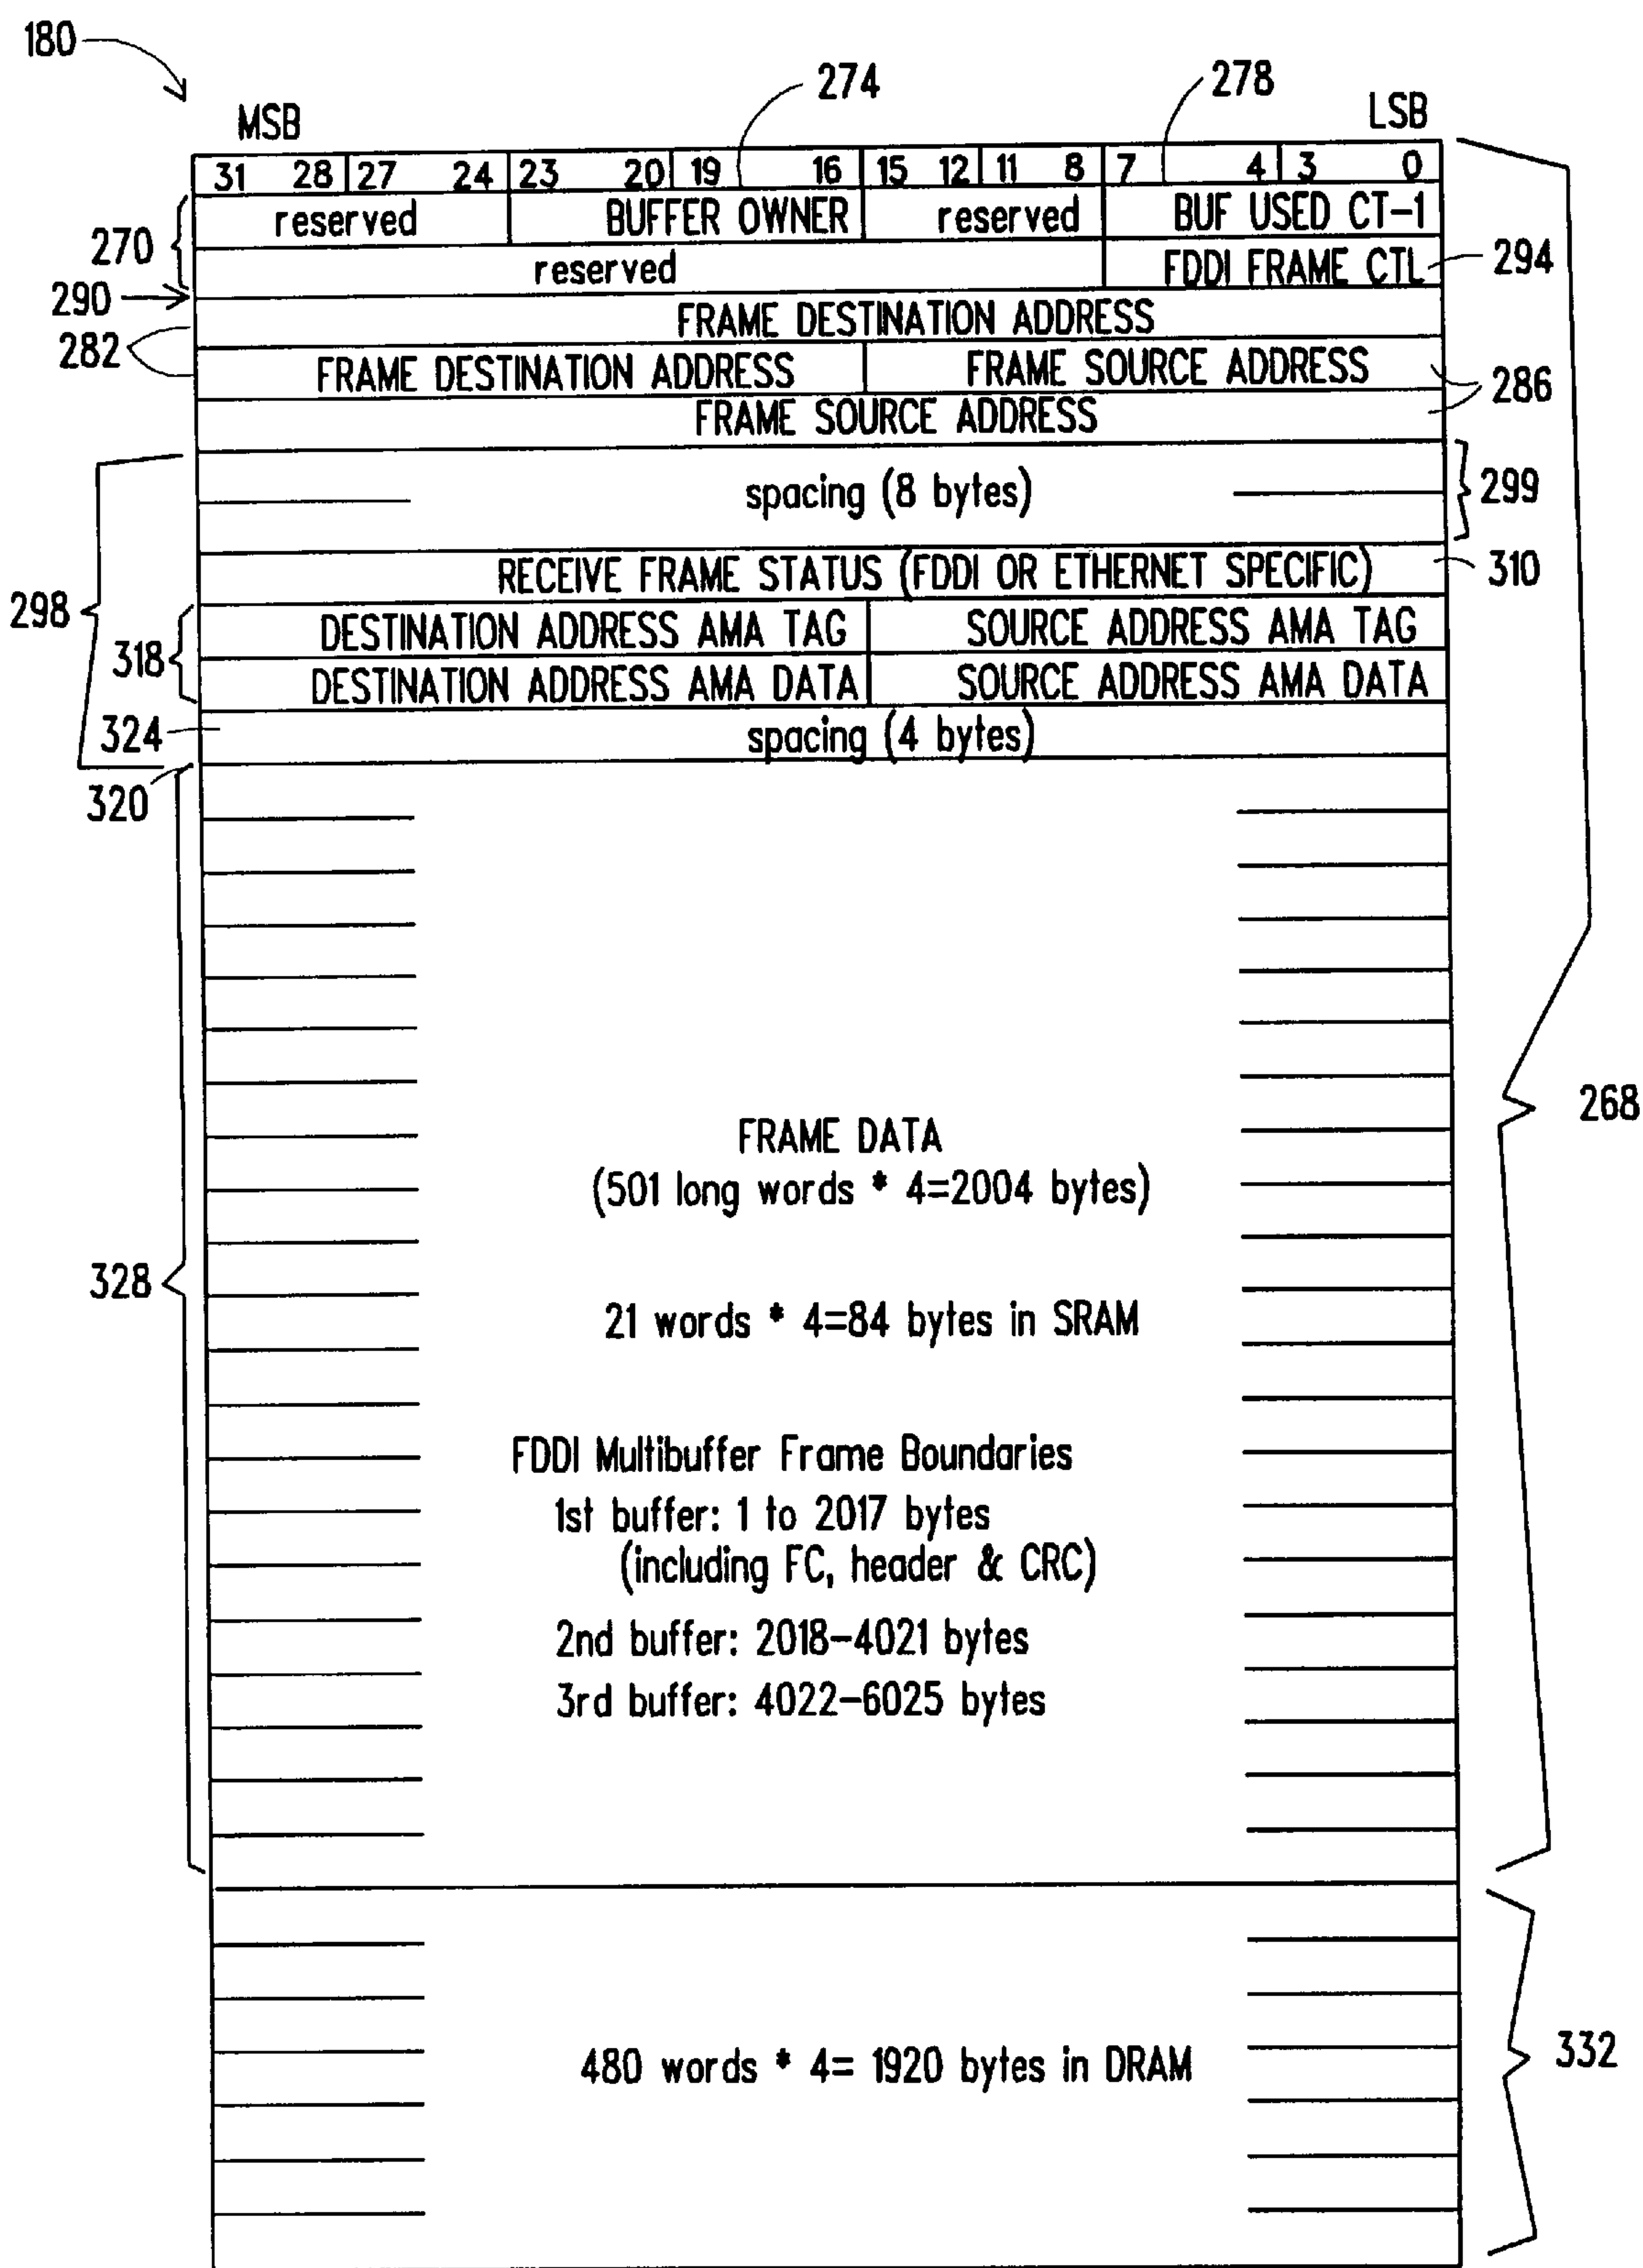 180
274
278
MSB
LSB
31 28 27 24 23 20 19 16 15 12 11 8 7 4 3 0
reserved BUFFER OWNER reserved BUF USED CT-1
270
reserved FDDI FRAME CTL
294
290
FRAME DESTINATION ADDRESS
282
FRAME DESTINATION ADDRESS FRAME SOURCE ADDRESS
286
FRAME SOURCE ADDRESS
spacing (8 bytes)
299
RECEIVE FRAME STATUS (FDDI OR ETHERNET SPECIFIC)
310
298
DESTINATION ADDRESS AMA TAG SOURCE ADDRESS AMA TAG
318
DESTINATION ADDRESS AMA DATA SOURCE ADDRESS AMA DATA
324
spacing (4 bytes)
320
268
FRAME DATA
(501 long words * 4=2004 bytes)
328
21 words * 4=84 bytes in SRAM
FDDI Multibuffer Frame Boundaries
1st buffer: 1 to 2017 bytes
(including FC, header & CRC)
2nd buffer: 2018-4021 bytes
3rd buffer: 4022-6025 bytes
480 words * 4= 1920 bytes in DRAM
332